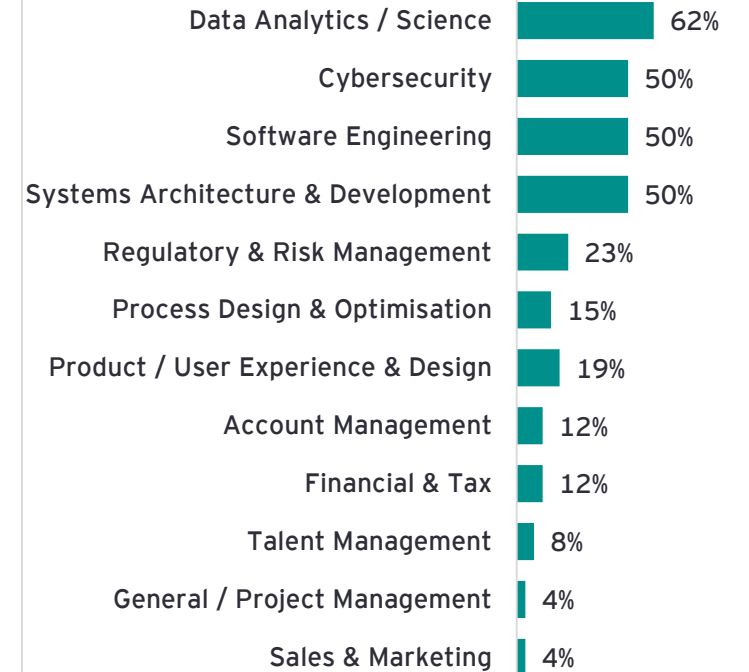 Data Analytics / Science 62%
Cybersecurity 50%
Software Engineering 50%
Systems Architecture & Development 50%
Regulatory & Risk Management 23%
Process Design & Optimisation 15%
Product / User Experience & Design 19%
Account Management 12%
Financial & Tax 12%
Talent Management 8%
General / Project Management 4%
Sales & Marketing 4%